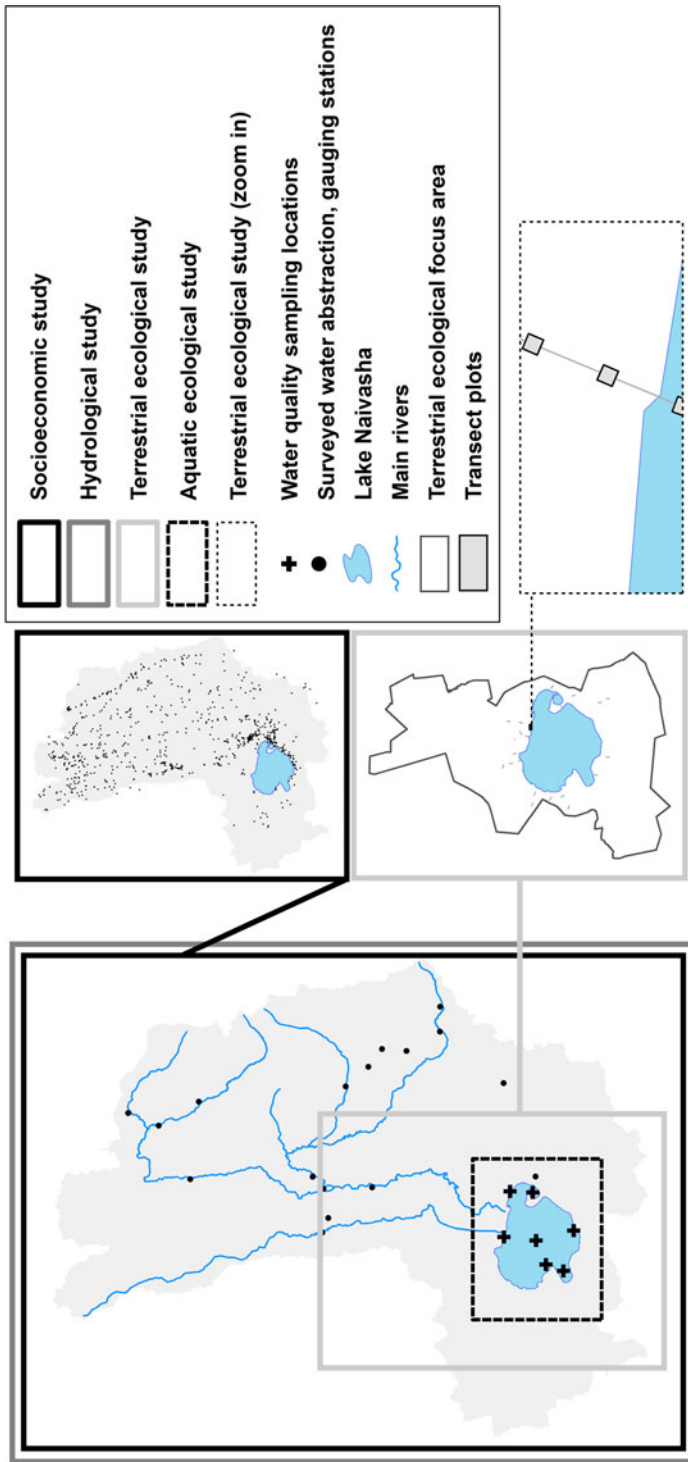 Socioeconomic study
Hydrological study
Terrestrial ecological study
Aquatic ecological study
Terrestrial ecological study (zoom in)
Water quality sampling locations
Surveyed water abstraction, gauging stations
Lake Naivasha
Main rivers
Terrestrial ecological focus area
Transect plots